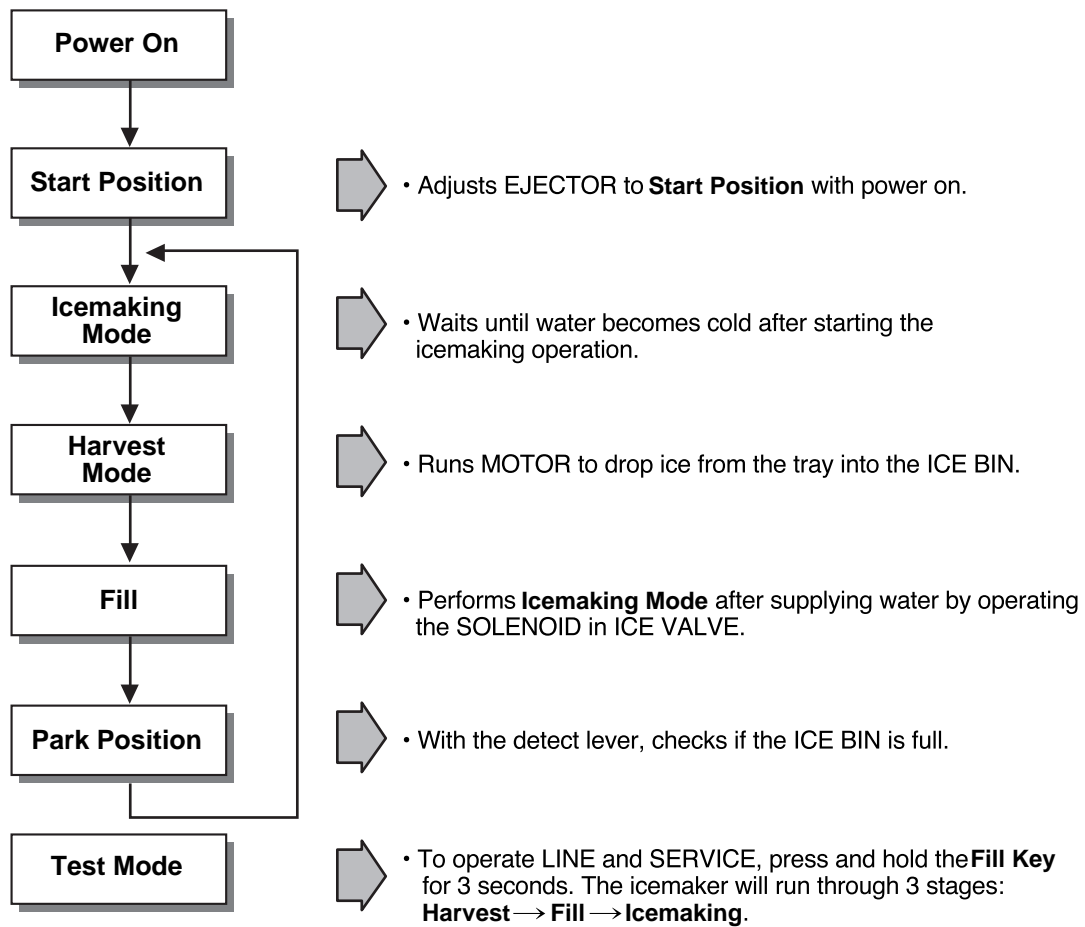 Power On
Start Position
• Adjusts EJECTOR to Start Position with power on.
Icemaking
Mode
• Waits until water becomes cold after starting the
icemaking operation.
Harvest
Mode
• Runs MOTOR to drop ice from the tray into the ICE BIN.
Fill
• Performs Icemaking Mode after supplying water by operating
the SOLENOID in ICE VALVE.
Park Position
• With the detect lever, checks if the ICE BIN is full.
Test Mode
• To operate LINE and SERVICE, press and hold the Fill Key
for 3 seconds. The icemaker will run through 3 stages:
Harvest → Fill → Icemaking.